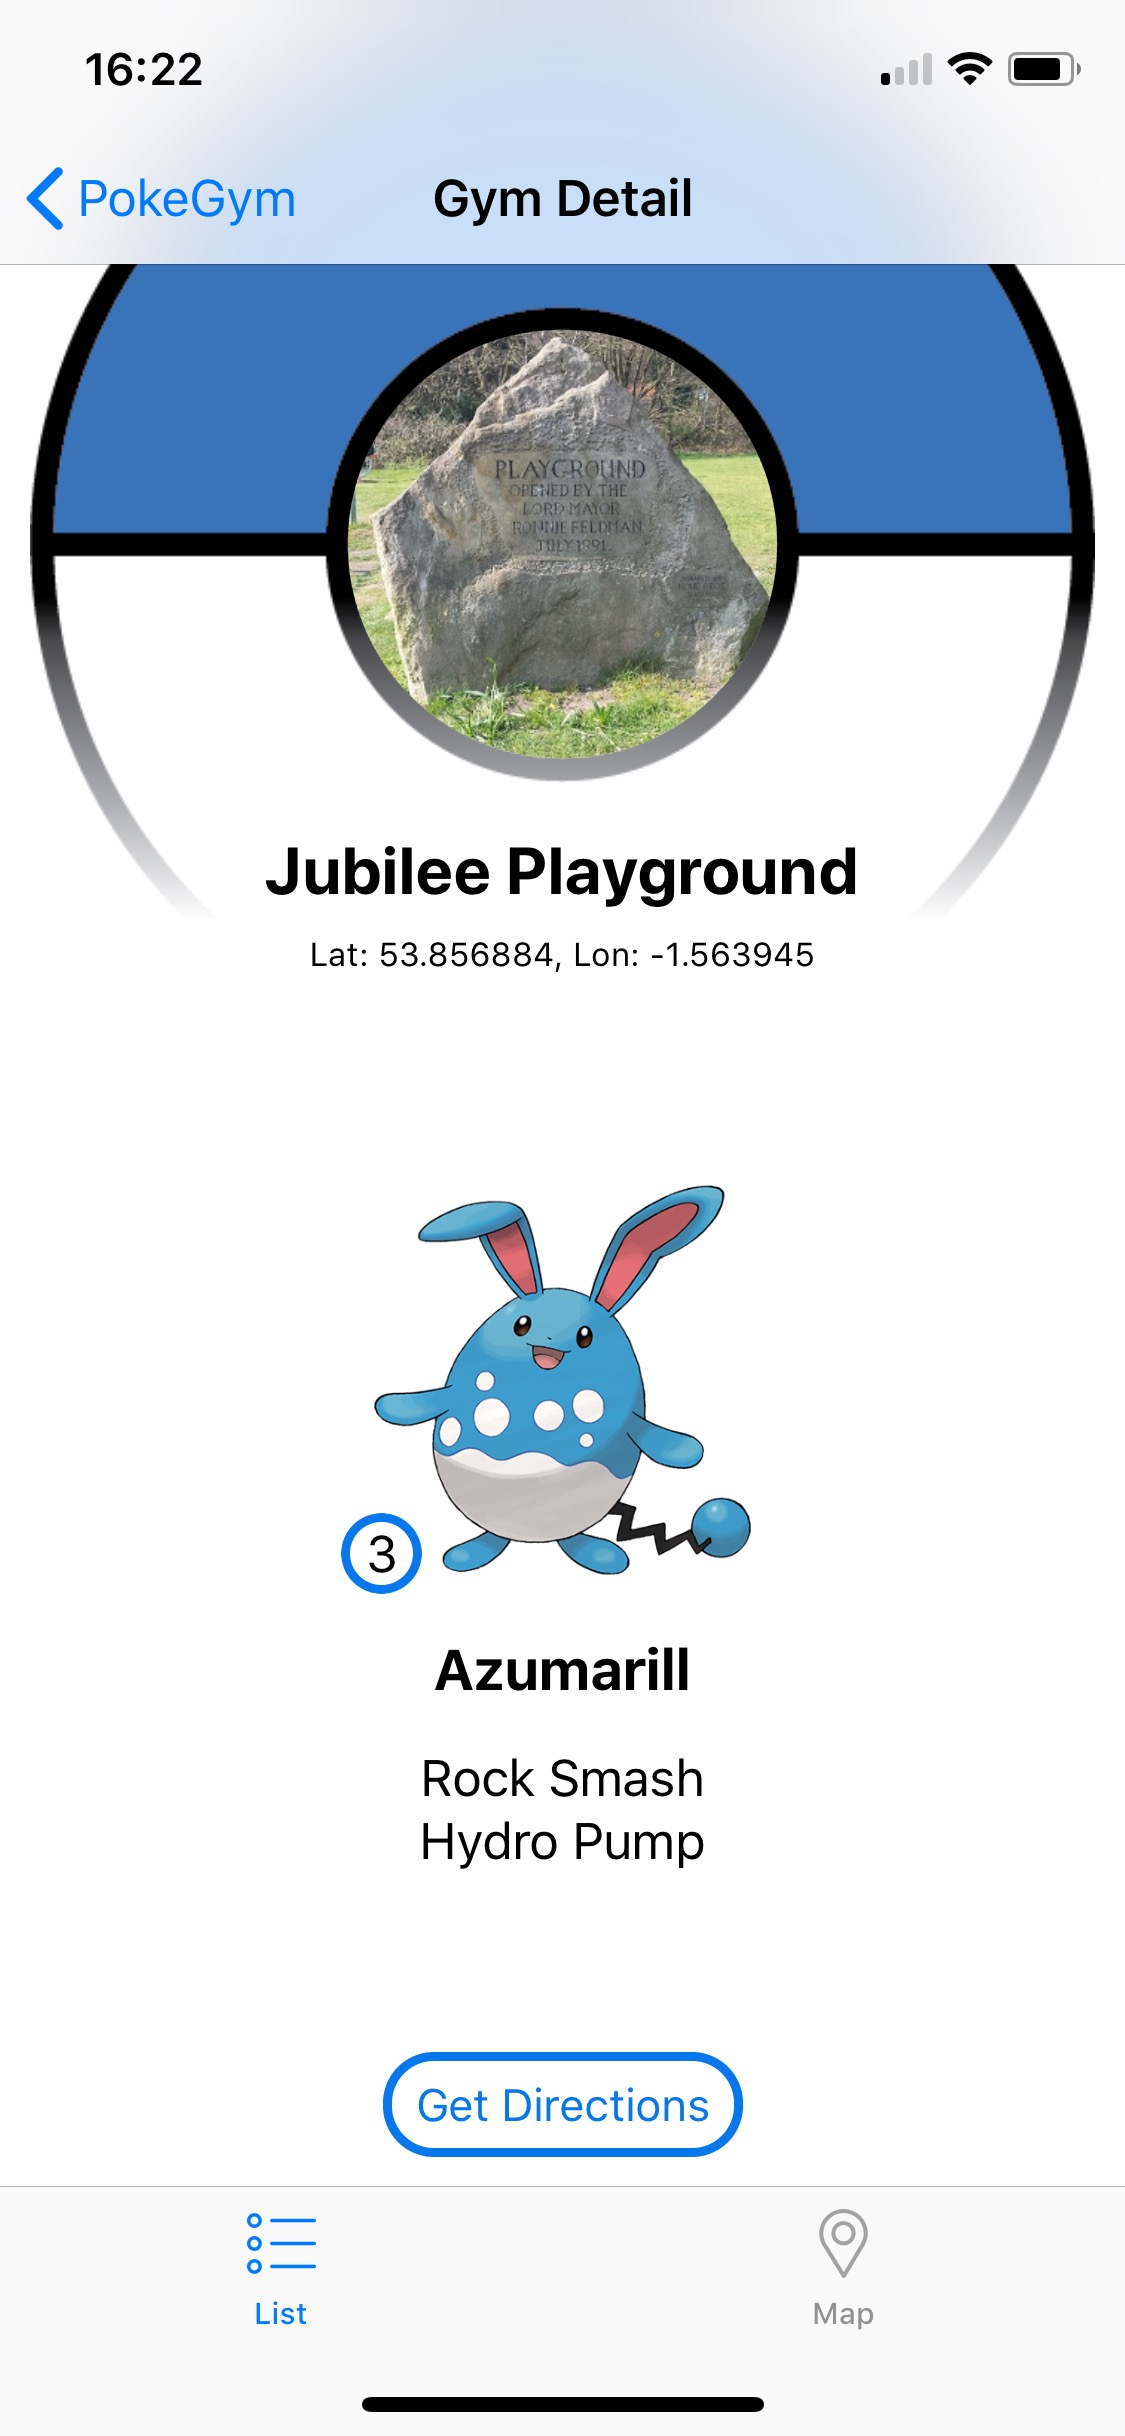 16:22
PokeGym
Gym Detail
PLAYGROUND
OPENED BY THE
LORD MAYOR
RONNIE FELDMAN
JULY 1991
Jubilee Playground
Lat: 53.856884, Lon: -1.563945
3
Azumarill
Rock Smash
Hydro Pump
Get Directions
List
Map